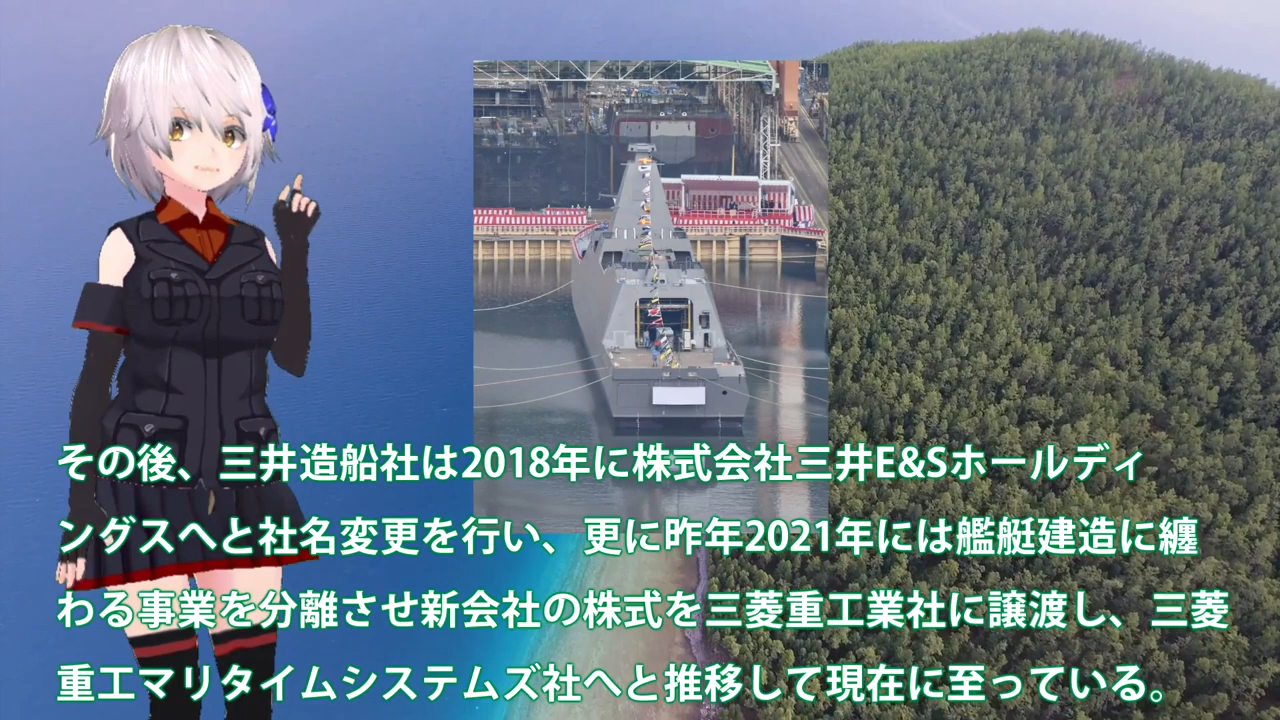 その後、三井造船社は2018年に株式会社三井E&Sホールディ
ングスへと社名変更を行い、更に昨年2021年には艦艇建造に纏
わる事業を分離させ新会社の株式を三菱重工業社に譲渡し、三菱
重工マリタイムシステムズ社へと推移して現在に至っている。